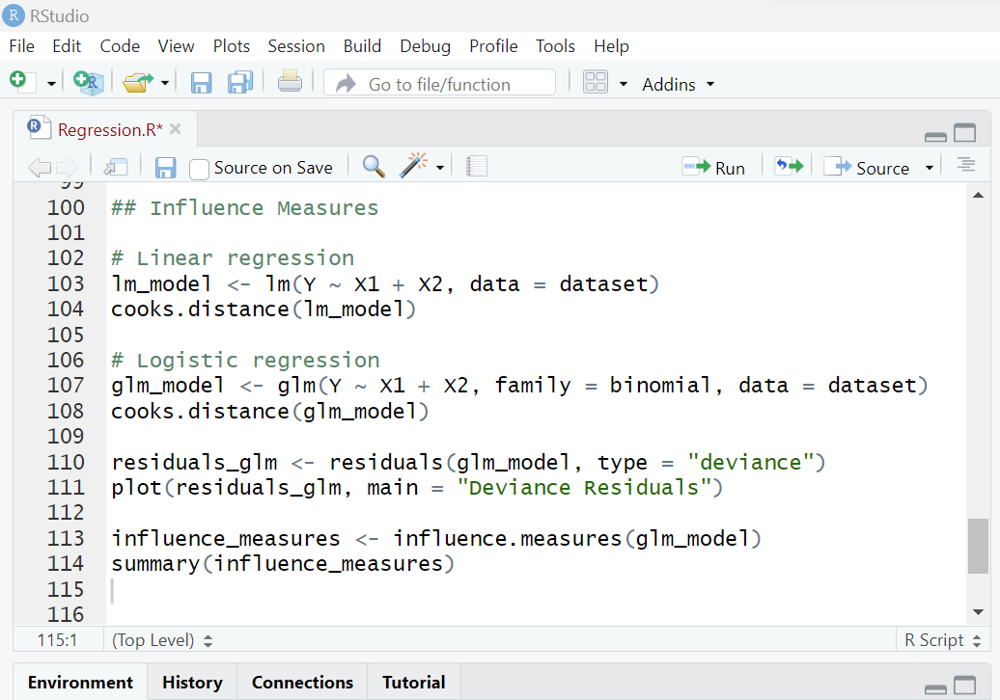 RStudio
File Edit Code View Plots Session Build Debug Profile Tools Help
Go to file/function Addins
Regression.R*
Source on Save Run Source
99
100 ## Influence Measures
101
102 # Linear regression
103 lm_model <- lm(Y ~ X1 + X2, data = dataset)
104 cooks.distance(lm_model)
105
106 # Logistic regression
107 glm_model <- glm(Y ~ X1 + X2, family = binomial, data = dataset)
108 cooks.distance(glm_model)
109
110 residuals_glm <- residuals(glm_model, type = "deviance")
111 plot(residuals_glm, main = "Deviance Residuals")
112
113 influence_measures <- influence.measures(glm_model)
114 summary(influence_measures)
115
116
115:1 (Top Level) R Script
Environment History Connections Tutorial